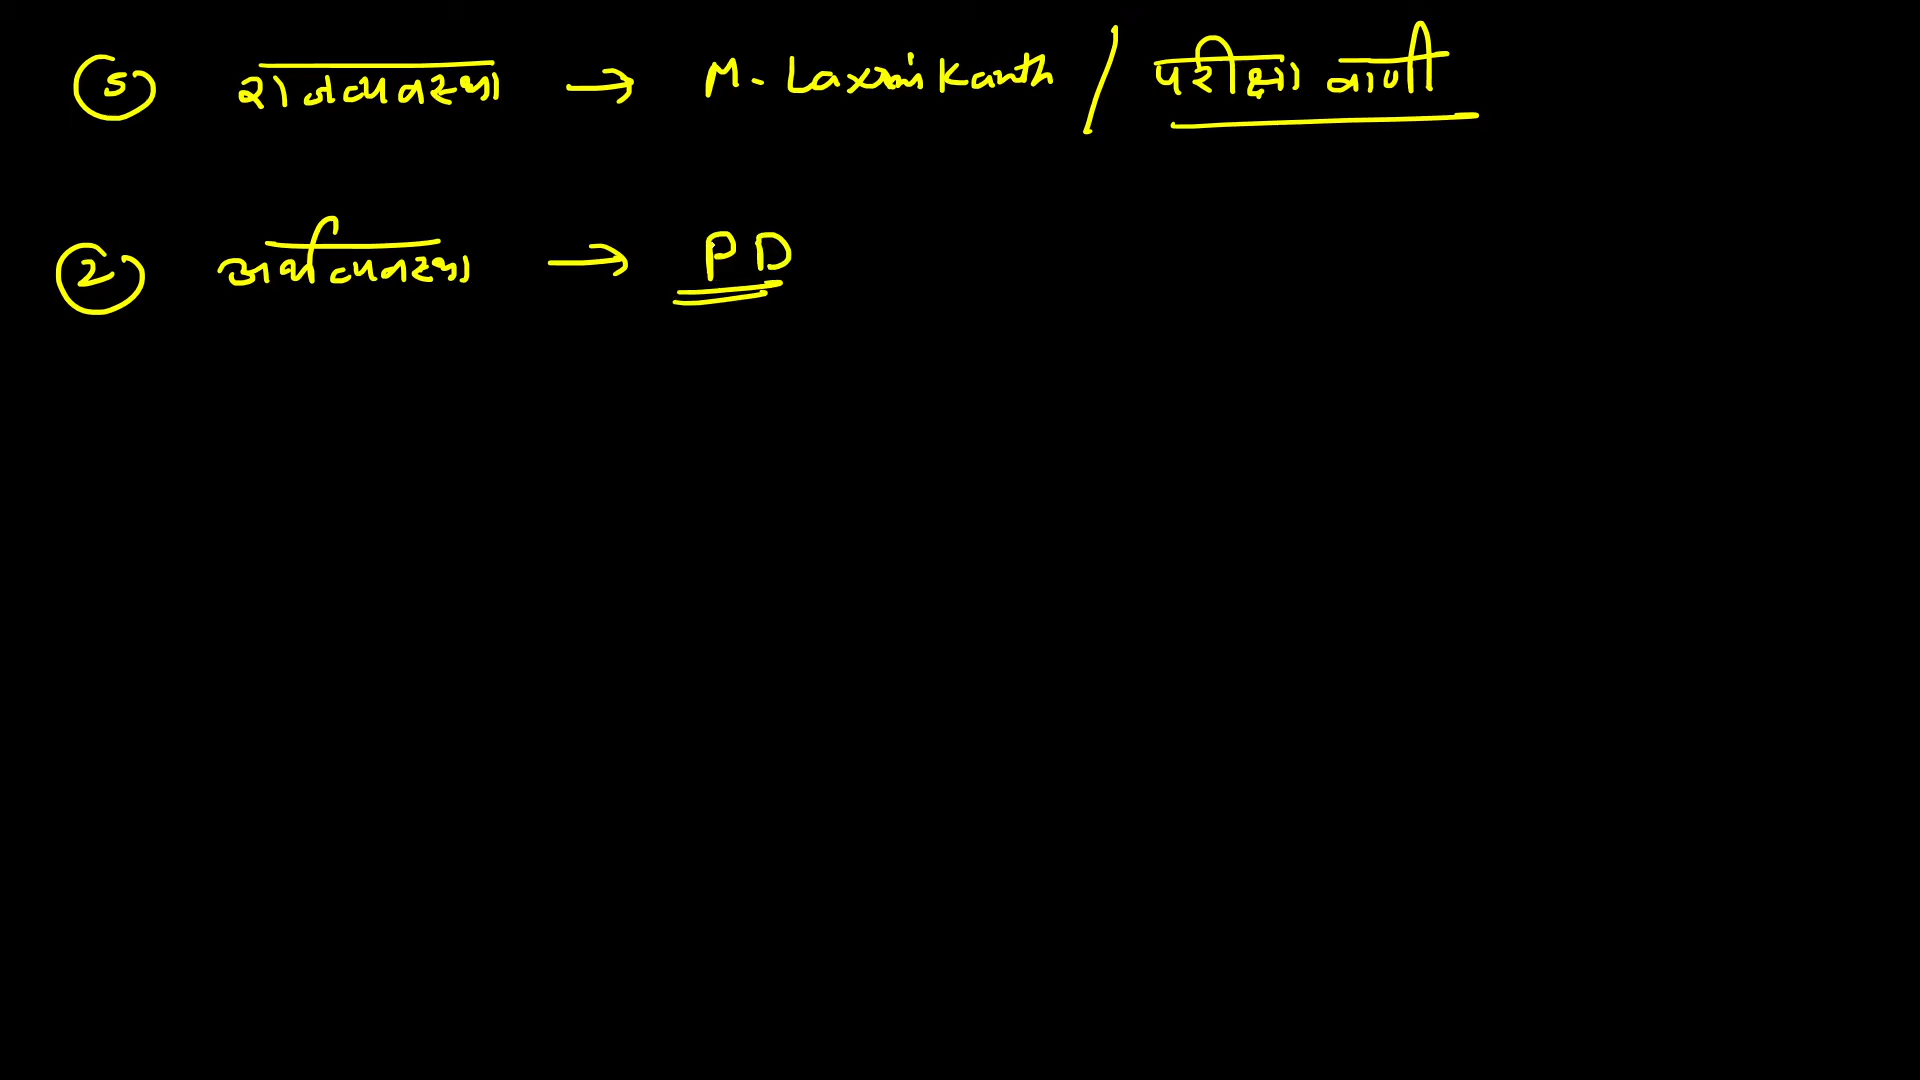 5 राजव्यवस्था → M. Laxmikanth / परीक्षा वाणी
2 अर्थव्यवस्था → PD